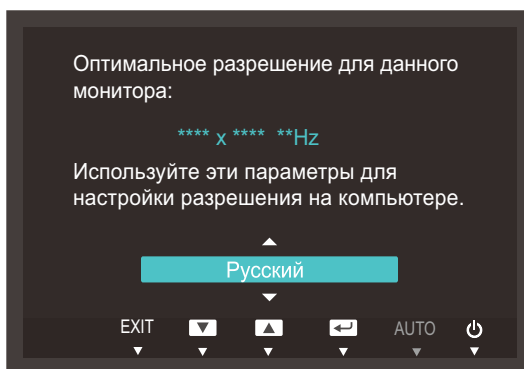 Оптимальное разрешение для данного
монитора:
**** x **** **Hz
Используйте эти параметры для
настройки разрешения на компьютере.
Русский
EXIT AUTO